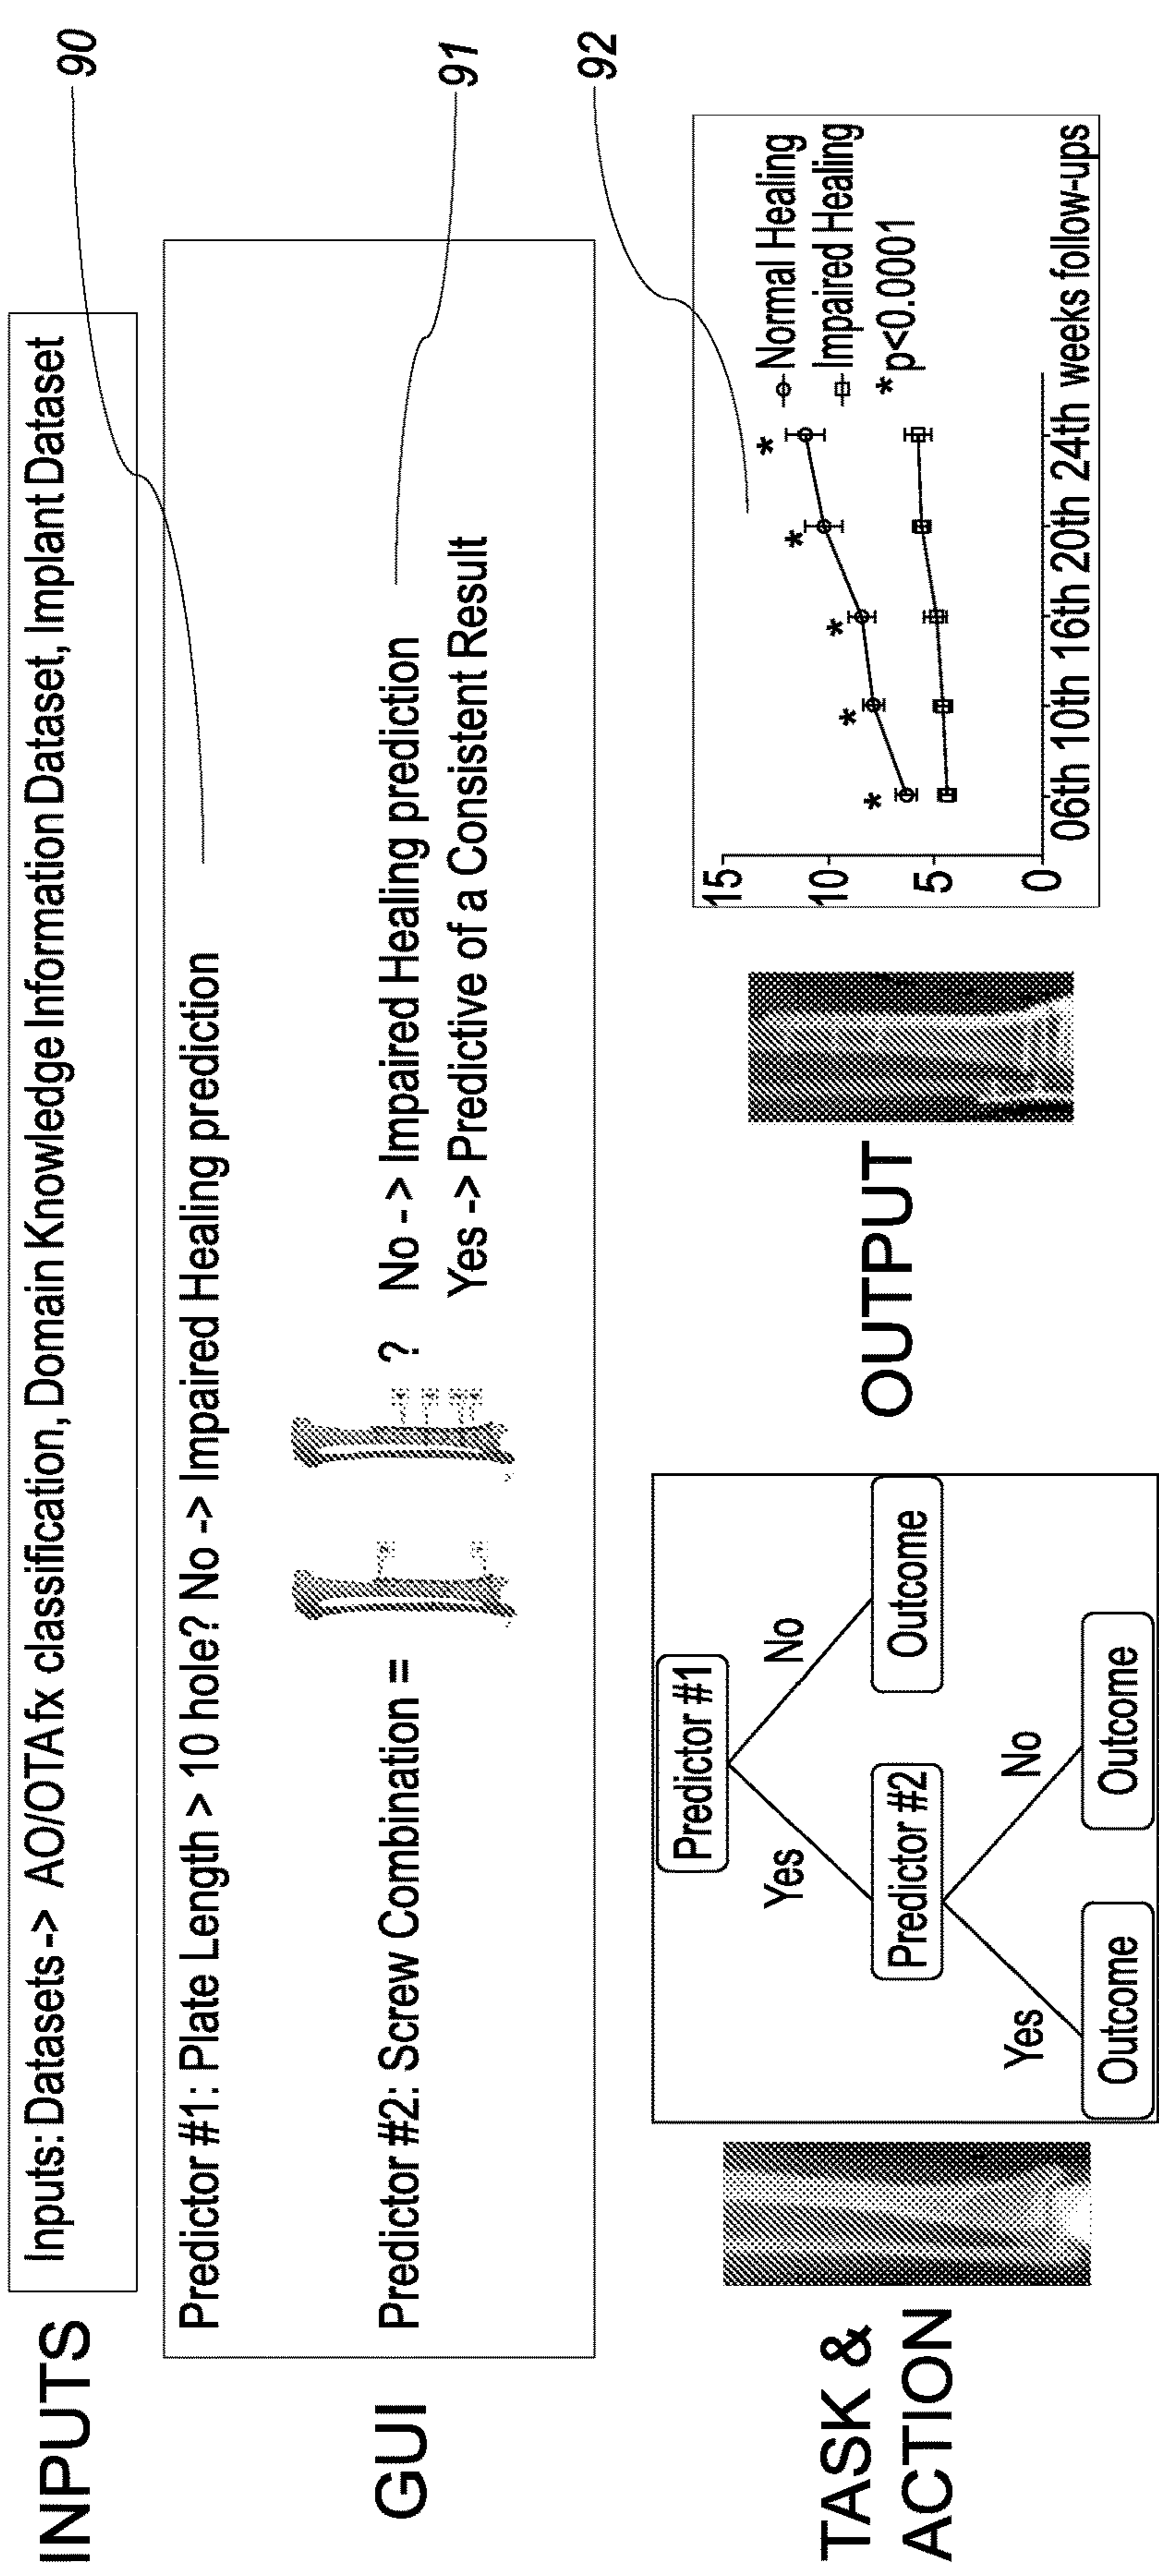 INPUTS
Inputs: Datasets -> AO/OTA fx classification, Domain Knowledge Information Dataset, Implant Dataset
90
GUI
Predictor #1: Plate Length > 10 hole? No -> Impaired Healing prediction
Predictor #2: Screw Combination =
? No -> Impaired Healing prediction
Yes -> Predictive of a Consistent Result
91
92
TASK &
ACTION
Predictor #1
Yes
No
Predictor #2
Outcome
Yes
No
Outcome
Outcome
OUTPUT
15
10
5
0
* * * * *
Normal Healing
Impaired Healing
*p<0.0001
06th 10th 16th 20th 24th weeks follow-ups